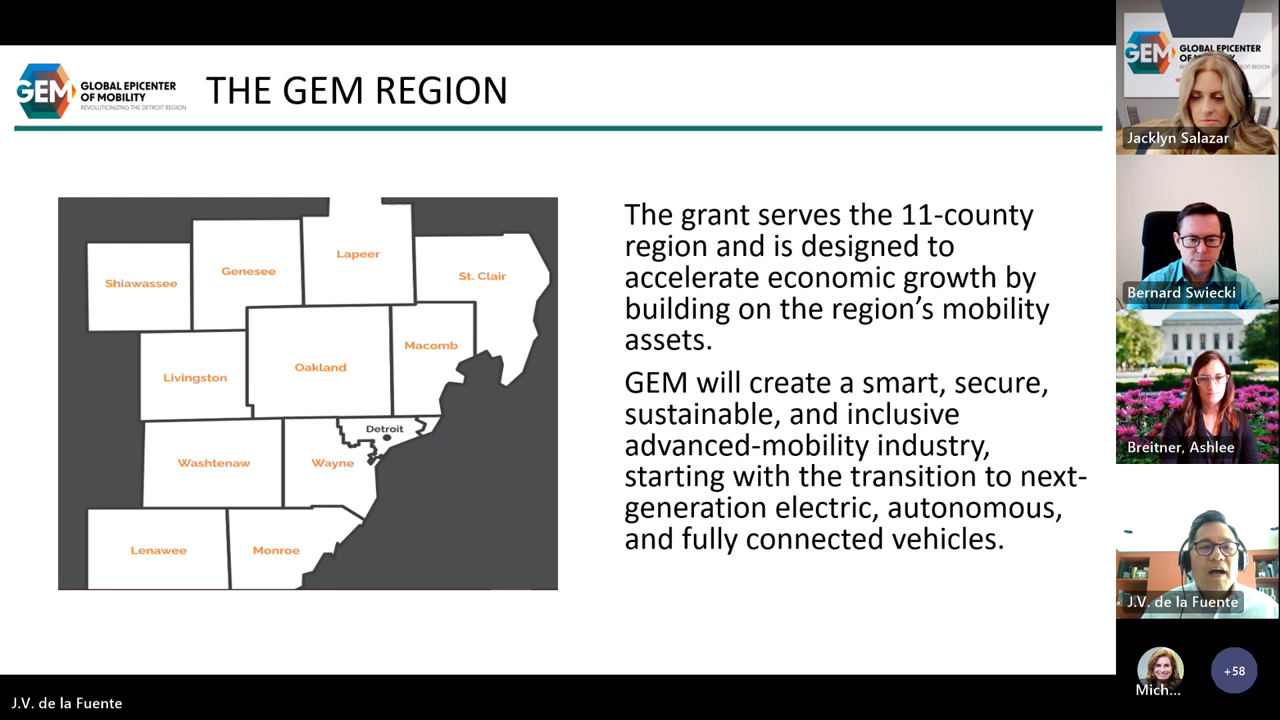 GEM GLOBAL EPICENTER
OF MOBILITY
REVOLUTIONIZING THE DETROIT REGION
THE GEM REGION
Shiawassee
Genesee
Lapeer
St. Clair
Livingston
Oakland
Macomb
Washtenaw
Wayne
Detroit
Lenawee
Monroe
The grant serves the 11-county
region and is designed to
accelerate economic growth by
building on the region’s mobility
assets.
GEM will create a smart, secure,
sustainable, and inclusive
advanced-mobility industry,
starting with the transition to next-
generation electric, autonomous,
and fully connected vehicles.
GEM GLOBAL EPICENTER
OF MOBILITY
Jacklyn Salazar
Bernard Swiecki
Breitner, Ashlee
J.V. de la Fuente
Mich...
+58
J.V. de la Fuente